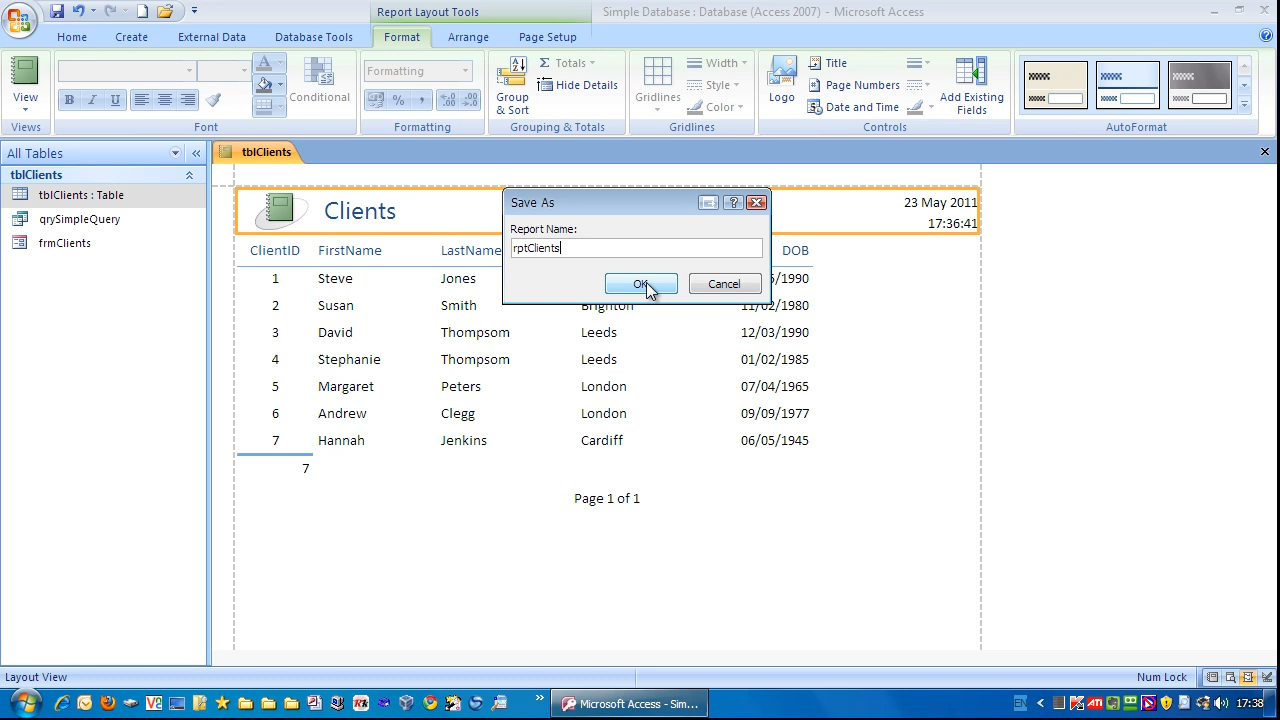 Report Layout Tools
Simple Database : Database (Access 2007) - Microsoft Access
Home Create External Data Database Tools Format Arrange Page Setup
View
Views
B I U
Conditional
Font
Formatting
% ,
Formatting
Group & Sort
Σ Totals
Hide Details
Grouping & Totals
Gridlines
Width
Style
Color
Gridlines
Logo
Title
Page Numbers
Date and Time
Add Existing Fields
Controls
AutoFormat
All Tables
tblClients
tblClients : Table
qrySimpleQuery
frmClients
tblClients
Clients
23 May 2011
17:36:41
Save As
Report Name:
rptClients
OK Cancel
ClientID FirstName LastName DOB
1 Steve Jones /1990
2 Susan Smith Brighton 11/02/1980
3 David Thompsom Leeds 12/03/1990
4 Stephanie Thompsom Leeds 01/02/1985
5 Margaret Peters London 07/04/1965
6 Andrew Clegg London 09/09/1977
7 Hannah Jenkins Cardiff 06/05/1945
7
Page 1 of 1
Layout View
Num Lock
Microsoft Access - Sim...
17:38